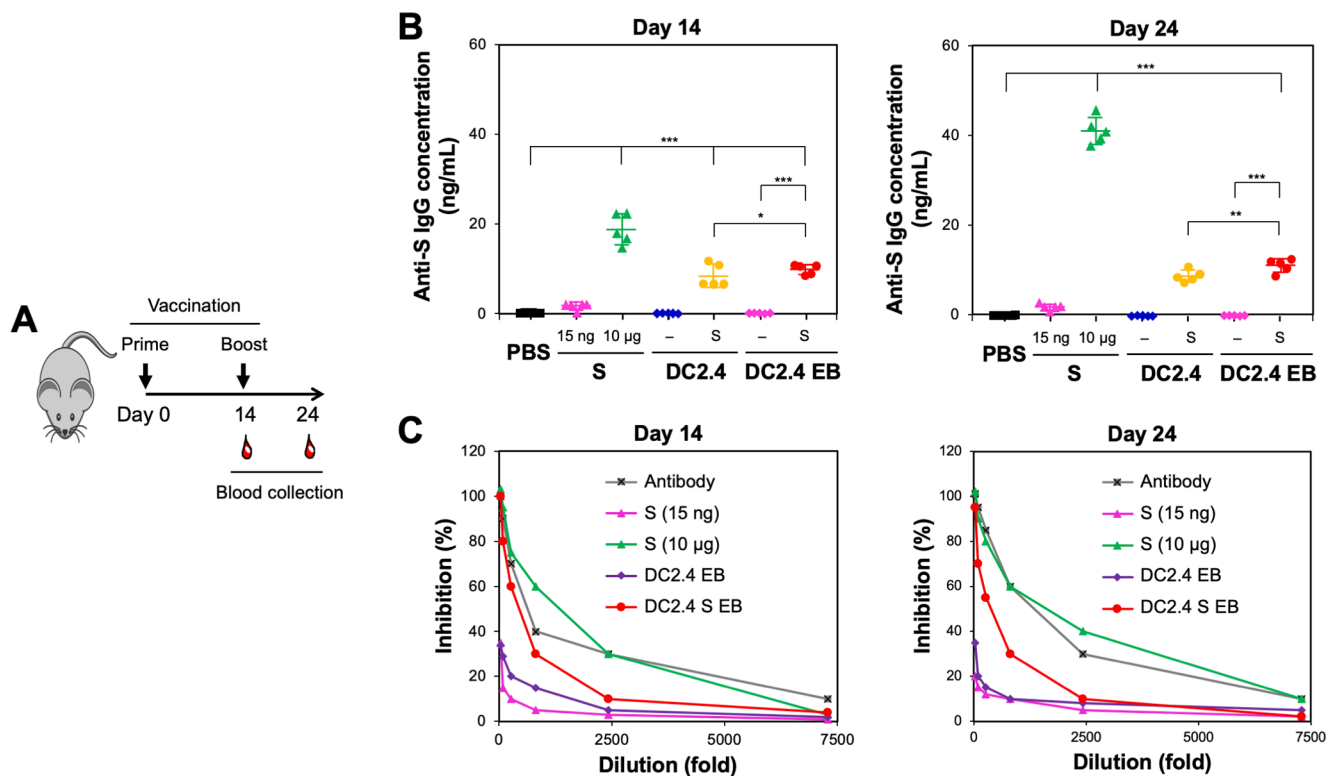 A
Vaccination
Prime Boost
Day 0 14 24
Blood collection
B
Day 14
Anti-S IgG concentration
(ng/mL)
60
40
20
0
***
***
*
15 ng 10 µg – S – S
PBS S DC2.4 DC2.4 EB
Day 24
Anti-S IgG concentration
(ng/mL)
60
40
20
0
***
***
**
15 ng 10 µg – S – S
PBS S DC2.4 DC2.4 EB
C
Day 14
Inhibition (%)
120
100
80
60
40
20
0
Antibody
S (15 ng)
S (10 µg)
DC2.4 EB
DC2.4 S EB
0 2500 5000 7500
Dilution (fold)
Day 24
Inhibition (%)
120
100
80
60
40
20
0
Antibody
S (15 ng)
S (10 µg)
DC2.4 EB
DC2.4 S EB
0 2500 5000 7500
Dilution (fold)